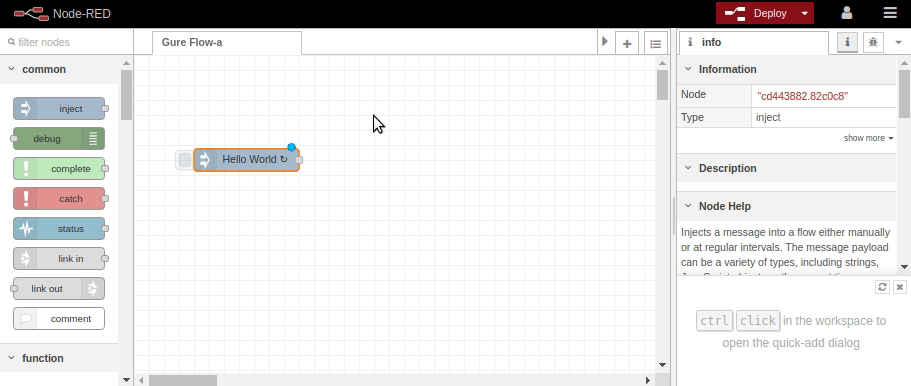 Node-RED
Deploy
filter nodes
Gure Flow-a
info
common
inject
debug
complete
catch
status
link in
link out
comment
function
Hello World ↻
Information
Node "cd443882.82c0c8"
Type inject
show more
Description
Node Help
Injects a message into a flow either manually
or at regular intervals. The message payload
can be a variety of types, including strings,
ctrl click in the workspace to
open the quick-add dialog